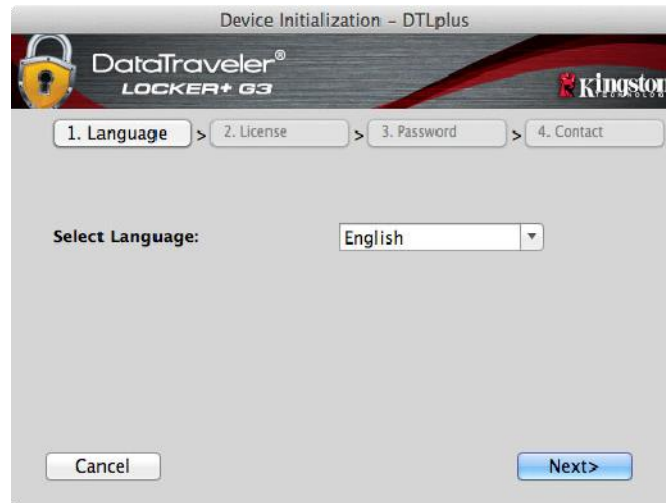 Device Initialization - DTLplus
DataTraveler®
LOCKER+ G3
Kingston
TECHNOLOGY
1. Language > 2. License > 3. Password > 4. Contact
Select Language: English
Cancel Next>